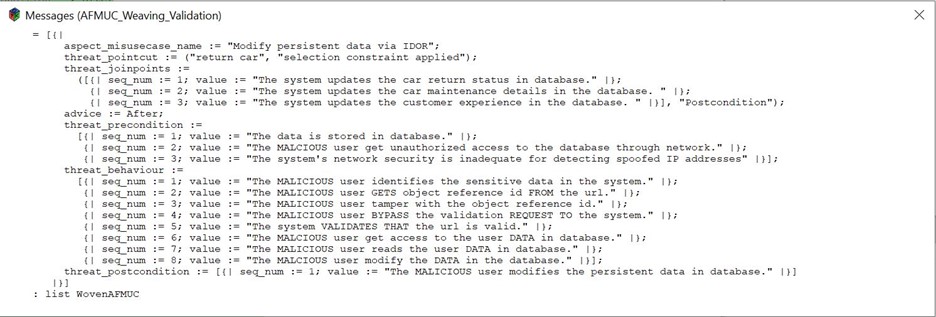 Messages (AFMUC_Weaving_Validation)
= [{|
aspect_misusecase_name := "Modify persistent data via IDOR";
threat_pointcut := ("return car", "selection constraint applied");
threat_joinpoints :=
([{| seq_num := 1; value := "The system updates the car return status in database." |};
{| seq_num := 2; value := "The system updates the car maintenance details in the database. " |};
{| seq_num := 3; value := "The system updates the customer experience in the database. " |}], "Postcondition");
advice := After;
threat_precondition :=
[{| seq_num := 1; value := "The data is stored in database." |};
{| seq_num := 2; value := "The MALCIOUS user get unauthorized access to the database through network." |};
{| seq_num := 3; value := "The system's network security is inadequate for detecting spoofed IP addresses" |}];
threat_behaviour :=
[{| seq_num := 1; value := "The MALICIOUS user identifies the sensitive data in the system." |};
{| seq_num := 2; value := "The MALICIOUS user GETS object reference id FROM the url." |};
{| seq_num := 3; value := "The MALICIOUS user tamper with the object reference id." |};
{| seq_num := 4; value := "The MALICIOUS user BYPASS the validation REQUEST TO the system." |};
{| seq_num := 5; value := "The system VALIDATES THAT the url is valid." |};
{| seq_num := 6; value := "The MALCIOUS user get access to the user DATA in database." |};
{| seq_num := 7; value := "The MALICIOUS user reads the user DATA in database." |};
{| seq_num := 8; value := "The MALICIOUS user modify the DATA in the database." |}];
threat_postcondition := [{| seq_num := 1; value := "The MALICIOUS user modifies the persistent data in database." |}]
|}]
: list WovenAFMUC